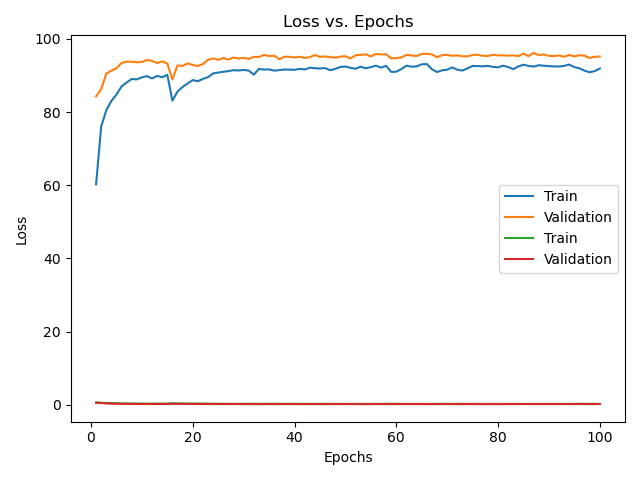 Loss vs. Epochs
100
80
60
40
20
0
Loss
Train
Validation
Train
Validation
0 20 40 60 80 100
Epochs